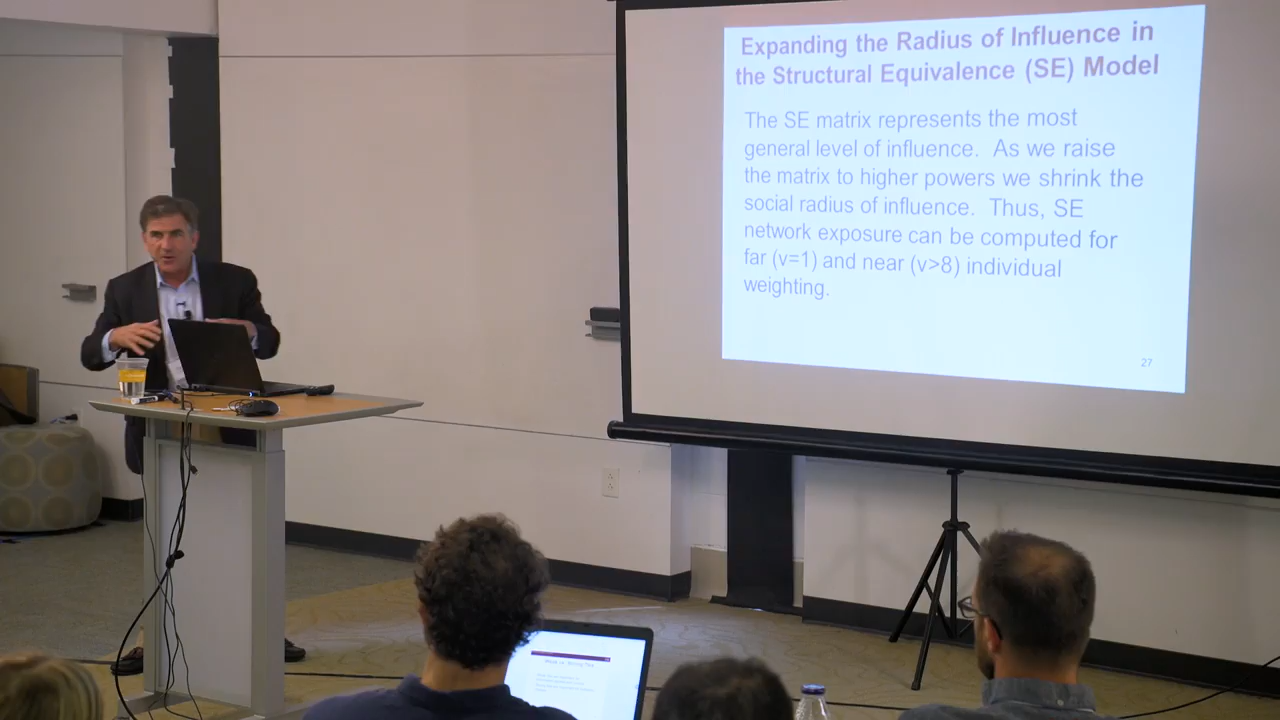 Expanding the Radius of Influence in
the Structural Equivalence (SE) Model
The SE matrix represents the most
general level of influence. As we raise
the matrix to higher powers we shrink the
social radius of influence. Thus, SE
network exposure can be computed for
far (v=1) and near (v>8) individual
weighting.
27